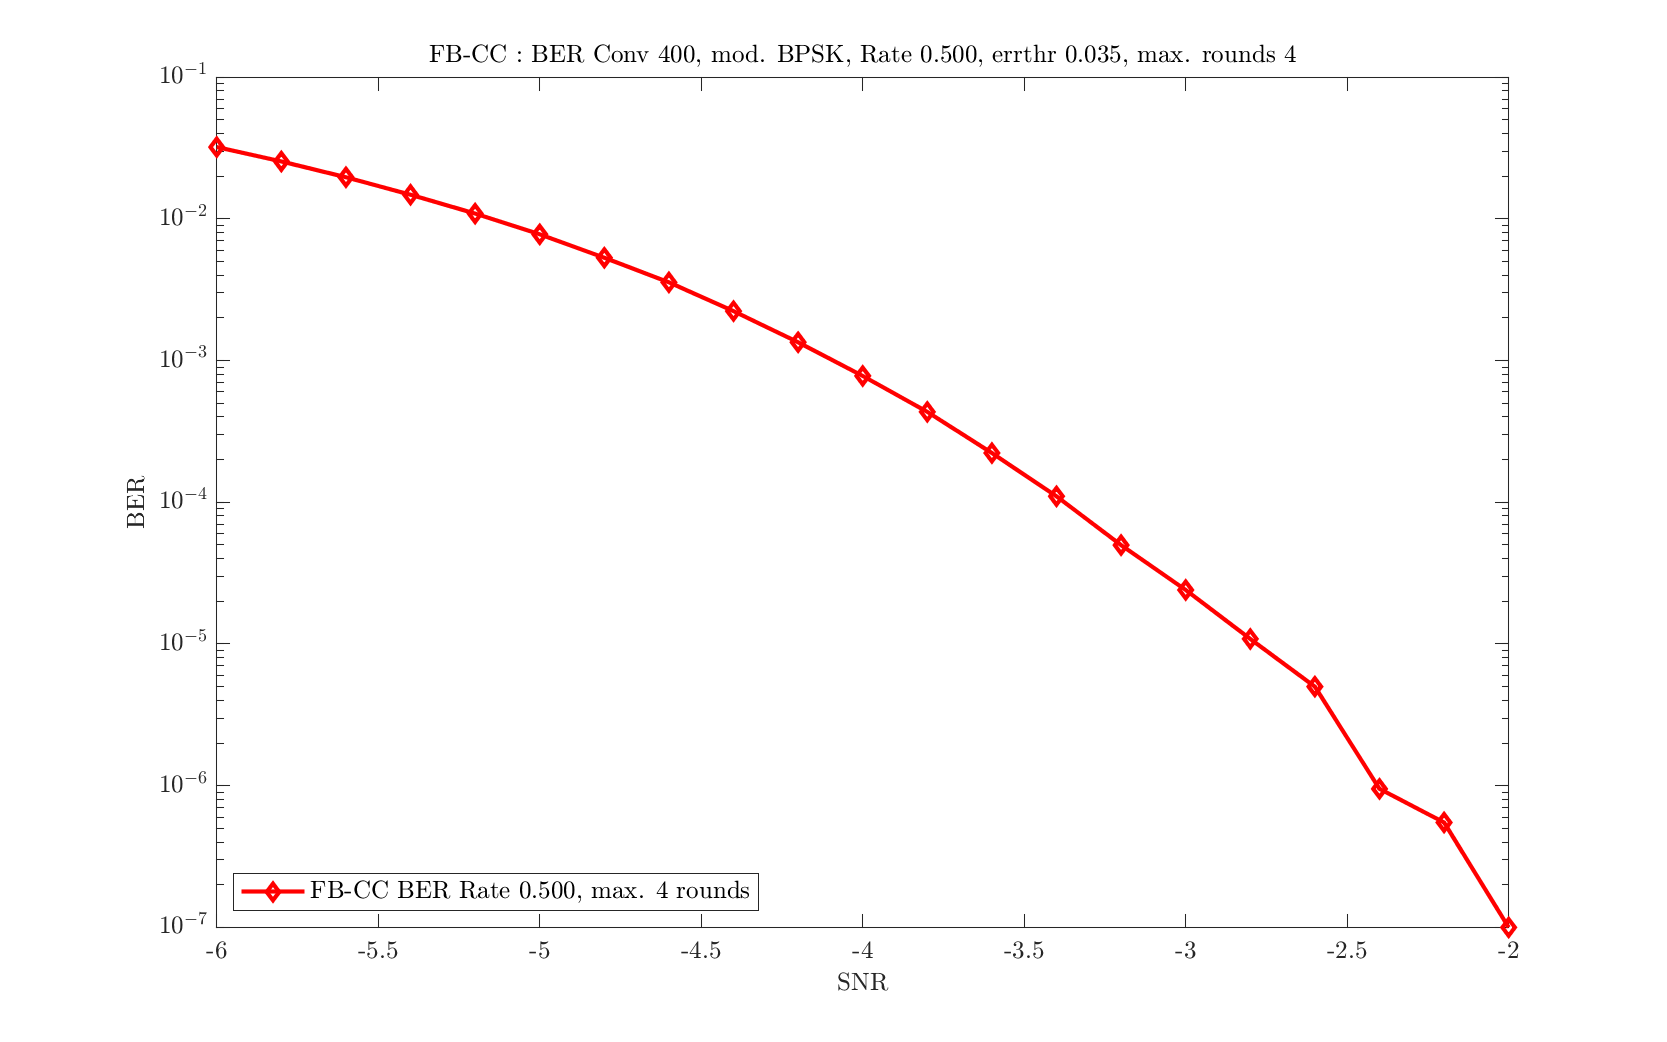 FB-CC : BER Conv 400, mod. BPSK, Rate 0.500, errthr 0.035, max. rounds 4
10⁻¹
10⁻²
10⁻³
10⁻⁴
10⁻⁵
10⁻⁶
10⁻⁷
BER
FB-CC BER Rate 0.500, max. 4 rounds
-6 -5.5 -5 -4.5 -4 -3.5 -3 -2.5 -2
SNR